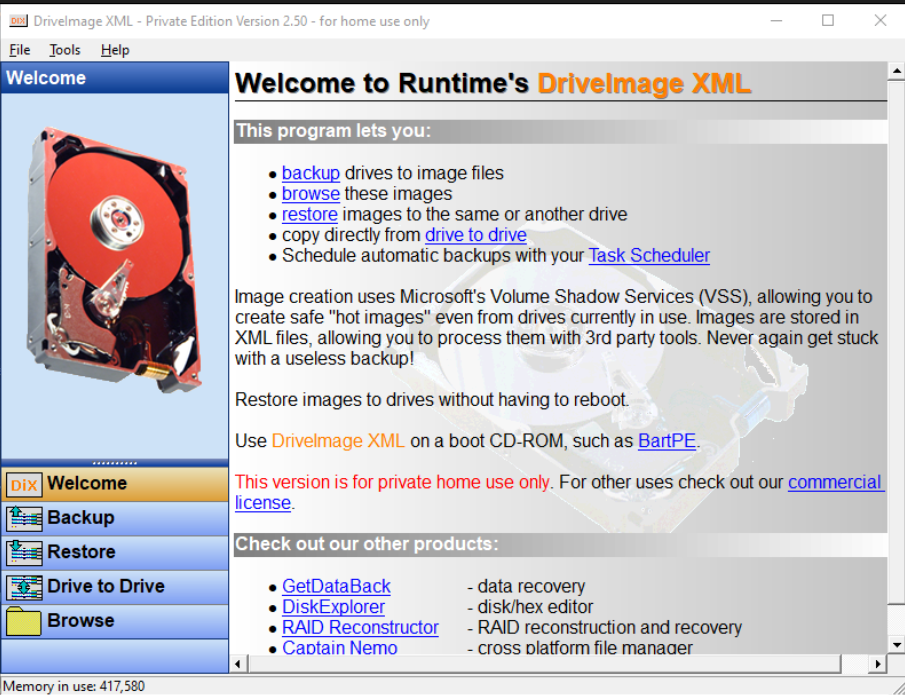 DiX DriveImage XML - Private Edition Version 2.50 - for home use only
File Tools Help
Welcome
Welcome to Runtime's DriveImage XML
This program lets you:
• backup drives to image files
• browse these images
• restore images to the same or another drive
• copy directly from drive to drive
• Schedule automatic backups with your Task Scheduler
Image creation uses Microsoft's Volume Shadow Services (VSS), allowing you to
create safe "hot images" even from drives currently in use. Images are stored in
XML files, allowing you to process them with 3rd party tools. Never again get stuck
with a useless backup!
Restore images to drives without having to reboot.
Use DriveImage XML on a boot CD-ROM, such as BartPE.
This version is for private home use only. For other uses check out our commercial
license.
Check out our other products:
• GetDataBack - data recovery
• DiskExplorer - disk/hex editor
• RAID Reconstructor - RAID reconstruction and recovery
• Captain Nemo - cross platform file manager
DiX Welcome
Backup
Restore
Drive to Drive
Browse
Memory in use: 417,580